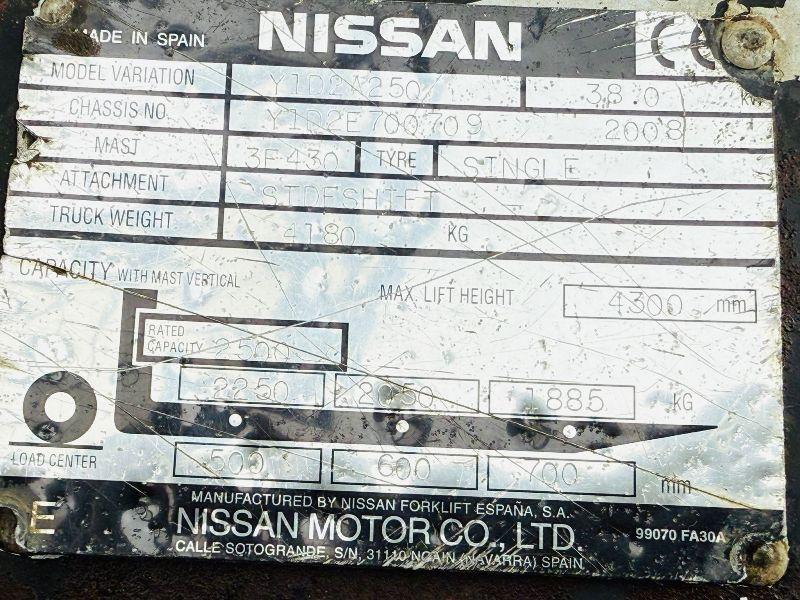 MADE IN SPAIN NISSAN CE
MODEL VARIATION Y1D2A250 38.0 kW
CHASSIS NO Y1D2E700709 2008
MAST 3F430 TYRE SINGLE
ATTACHMENT SIDESHIFT
TRUCK WEIGHT 4180 KG
CAPACITY WITH MAST VERTICAL
MAX. LIFT HEIGHT 4300 mm
RATED CAPACITY 2500
2250 2050 1885 KG
LOAD CENTER 500 600 700 mm
MANUFACTURED BY NISSAN FORKLIFT ESPAÑA, S.A.
E NISSAN MOTOR CO., LTD. 99070 FA30A
CALLE SOTOGRANDE, S/N, 31110 NOAIN (NAVARRA) SPAIN